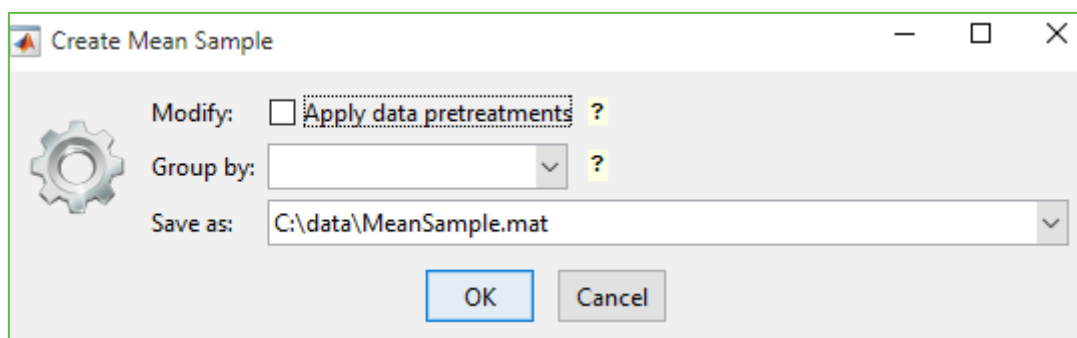 Create Mean Sample
Modify: Apply data pretreatments ?
Group by: ?
Save as: C:\data\MeanSample.mat
OK Cancel